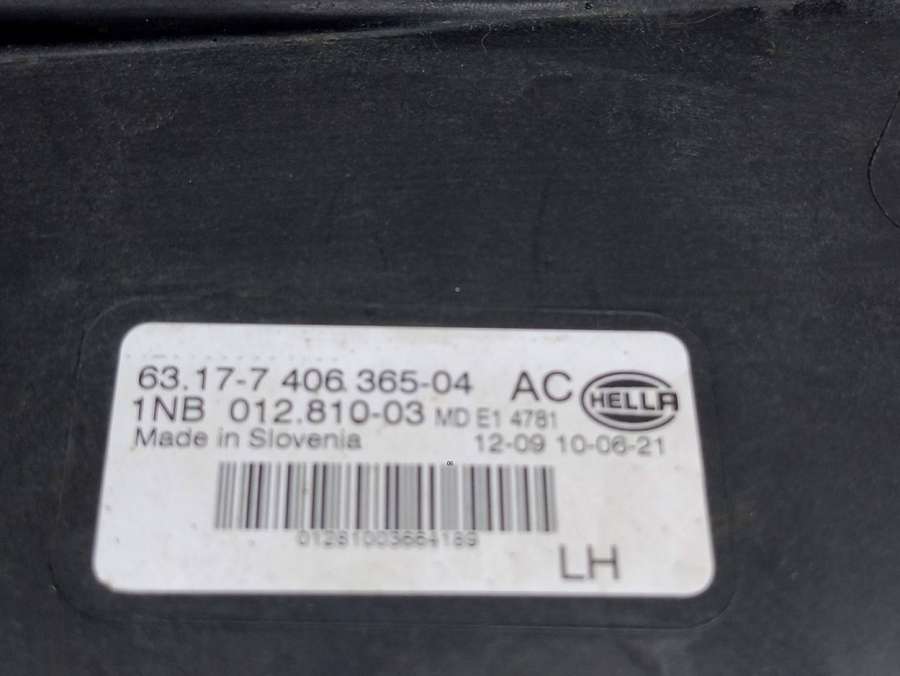 63.17-7 406.365-04 AC HELLA
1NB 012.810-03 MD E1 4781
Made in Slovenia 12-09 10-06-21
01281003664189
LH